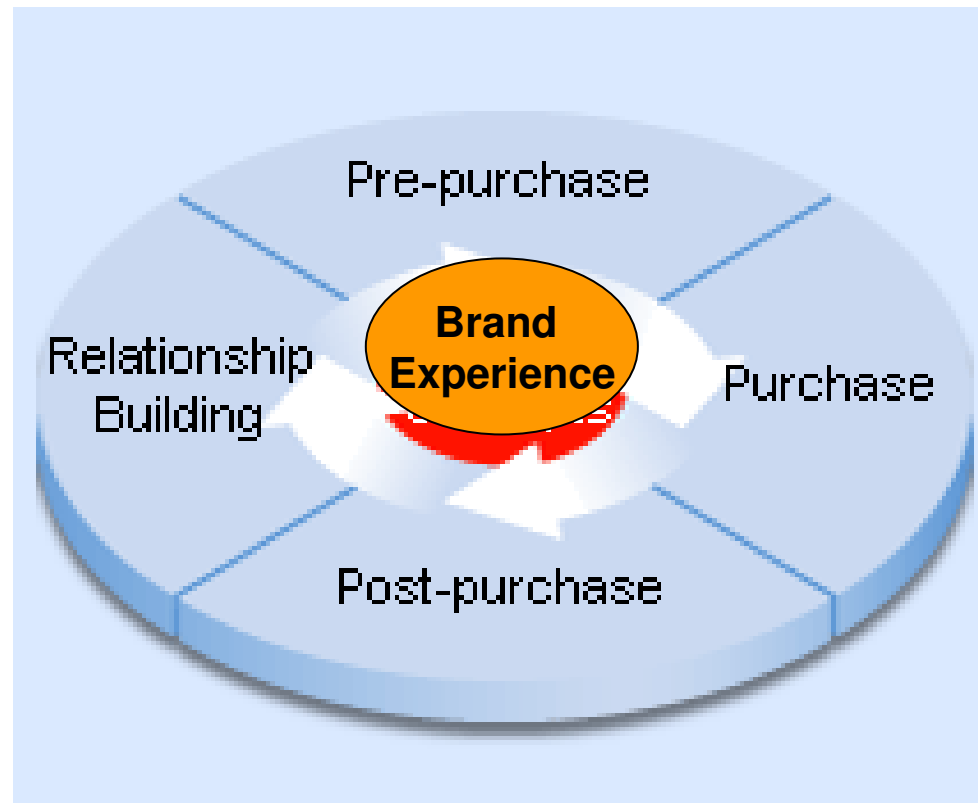 Pre-purchase
Brand
Experience
Relationship
Building
Purchase
Post-purchase